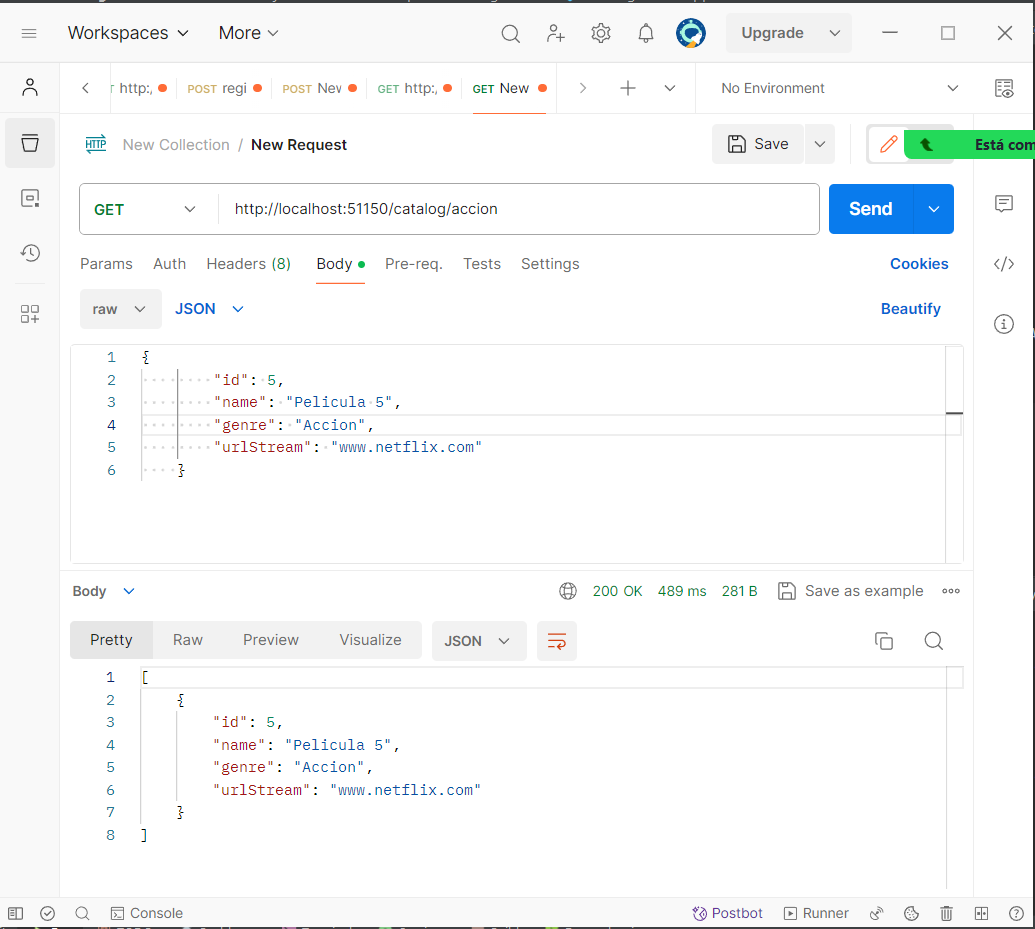 Workspaces More Upgrade
http: POST regi POST New GET http: GET New No Environment
HTTP New Collection / New Request Save Está com
GET http://localhost:51150/catalog/accion Send
Params Auth Headers (8) Body Pre-req. Tests Settings Cookies
raw JSON Beautify
1 {
2 "id": 5,
3 "name": "Pelicula 5",
4 "genre": "Accion",
5 "urlStream": "www.netflix.com"
6 }
Body 200 OK 489 ms 281 B Save as example
Pretty Raw Preview Visualize JSON
1 [
2 {
3 "id": 5,
4 "name": "Pelicula 5",
5 "genre": "Accion",
6 "urlStream": "www.netflix.com"
7 }
8 ]
Console Postbot Runner